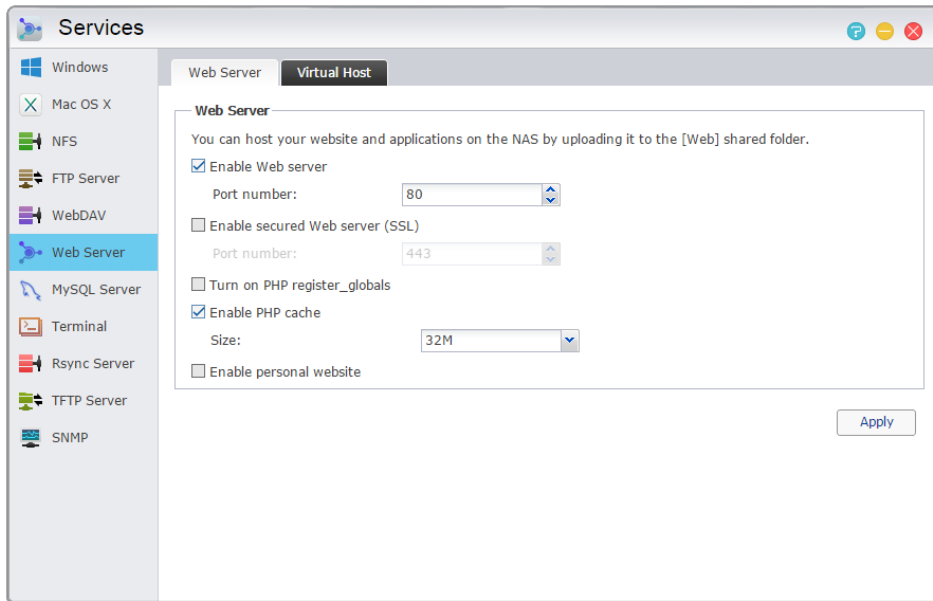 Services
Windows
Mac OS X
NFS
FTP Server
WebDAV
Web Server
MySQL Server
Terminal
Rsync Server
TFTP Server
SNMP
Web Server Virtual Host
Web Server
You can host your website and applications on the NAS by uploading it to the [Web] shared folder.
Enable Web server
Port number: 80
Enable secured Web server (SSL)
Port number: 443
Turn on PHP register_globals
Enable PHP cache
Size: 32M
Enable personal website
Apply